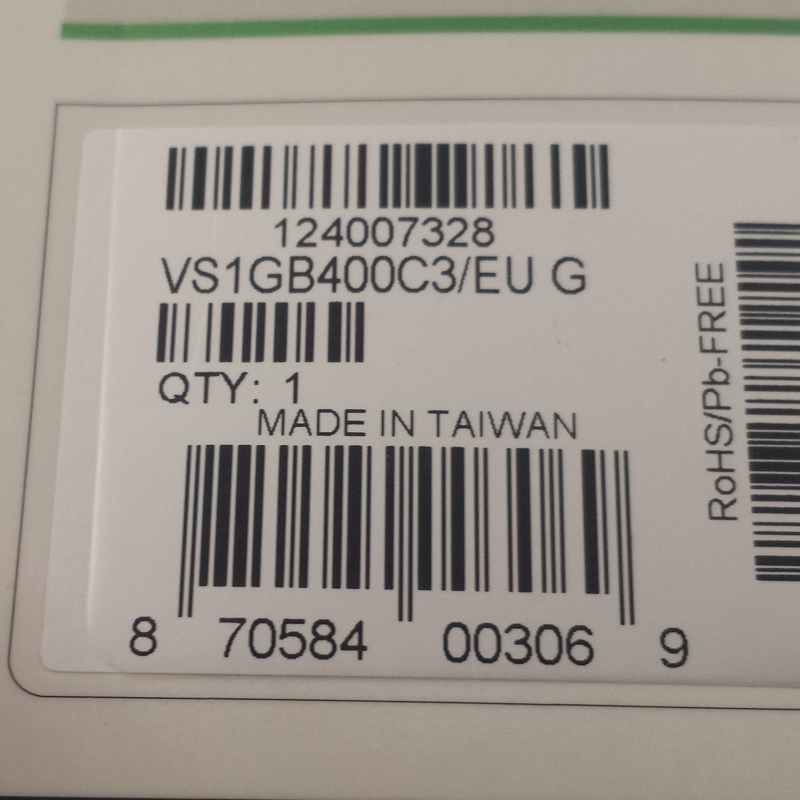 124007328
VS1GB400C3/EU G
QTY: 1
MADE IN TAIWAN
8 70584 00306 9
RoHS/Pb-FREE